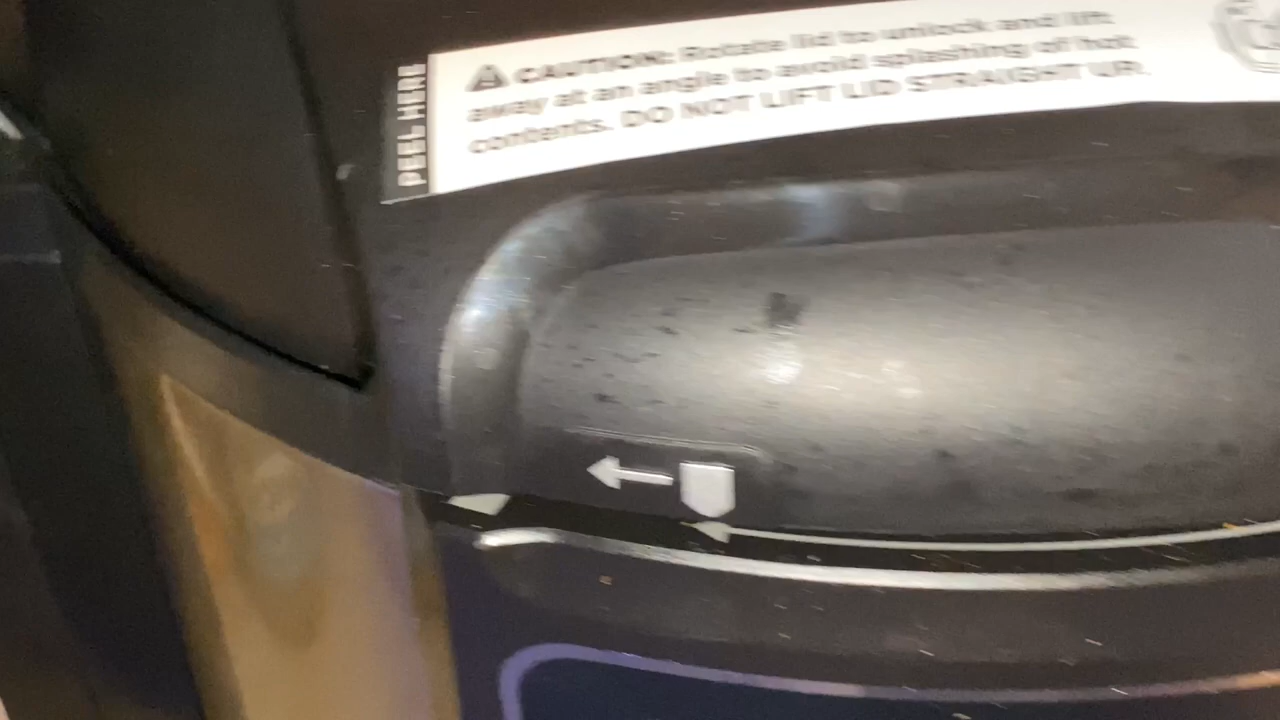 PEEL HERE
CAUTION: Rotate lid to unlock and lift
away at an angle to avoid splashing of hot
contents. DO NOT LIFT LID STRAIGHT UP.